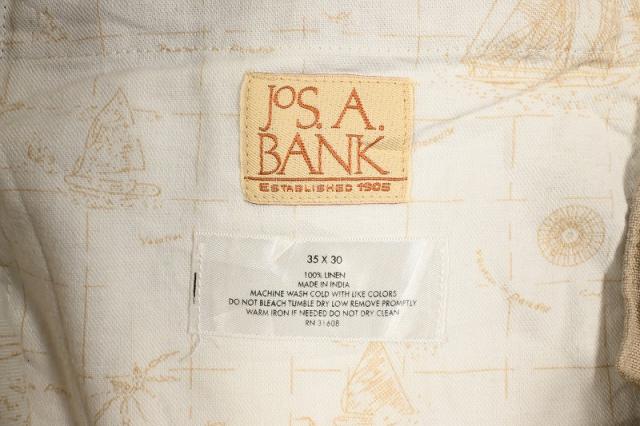 JOS. A.
BANK
ESTABLISHED 1905
35 X 30
100% LINEN
MADE IN INDIA
MACHINE WASH COLD WITH LIKE COLORS
DO NOT BLEACH TUMBLE DRY LOW REMOVE PROMPTLY
WARM IRON IF NEEDED DO NOT DRY CLEAN
RN 31608